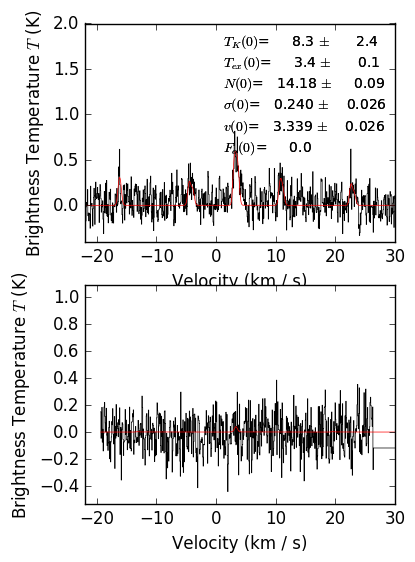 2.0
1.5
1.0
0.5
0.0
Brightness Temperature T (K)
T_K(0)= 8.3 ± 2.4
T_ex(0)= 3.4 ± 0.1
N(0)= 14.18 ± 0.09
σ(0)= 0.240 ± 0.026
v(0)= 3.339 ± 0.026
(0)= 0.0
−20 −10 0 10 20 30
Velocity (km / s)
1.0
0.8
0.6
0.4
0.2
0.0
−0.2
−0.4
Brightness Temperature T (K)
−20 −10 0 10 20 30
Velocity (km / s)